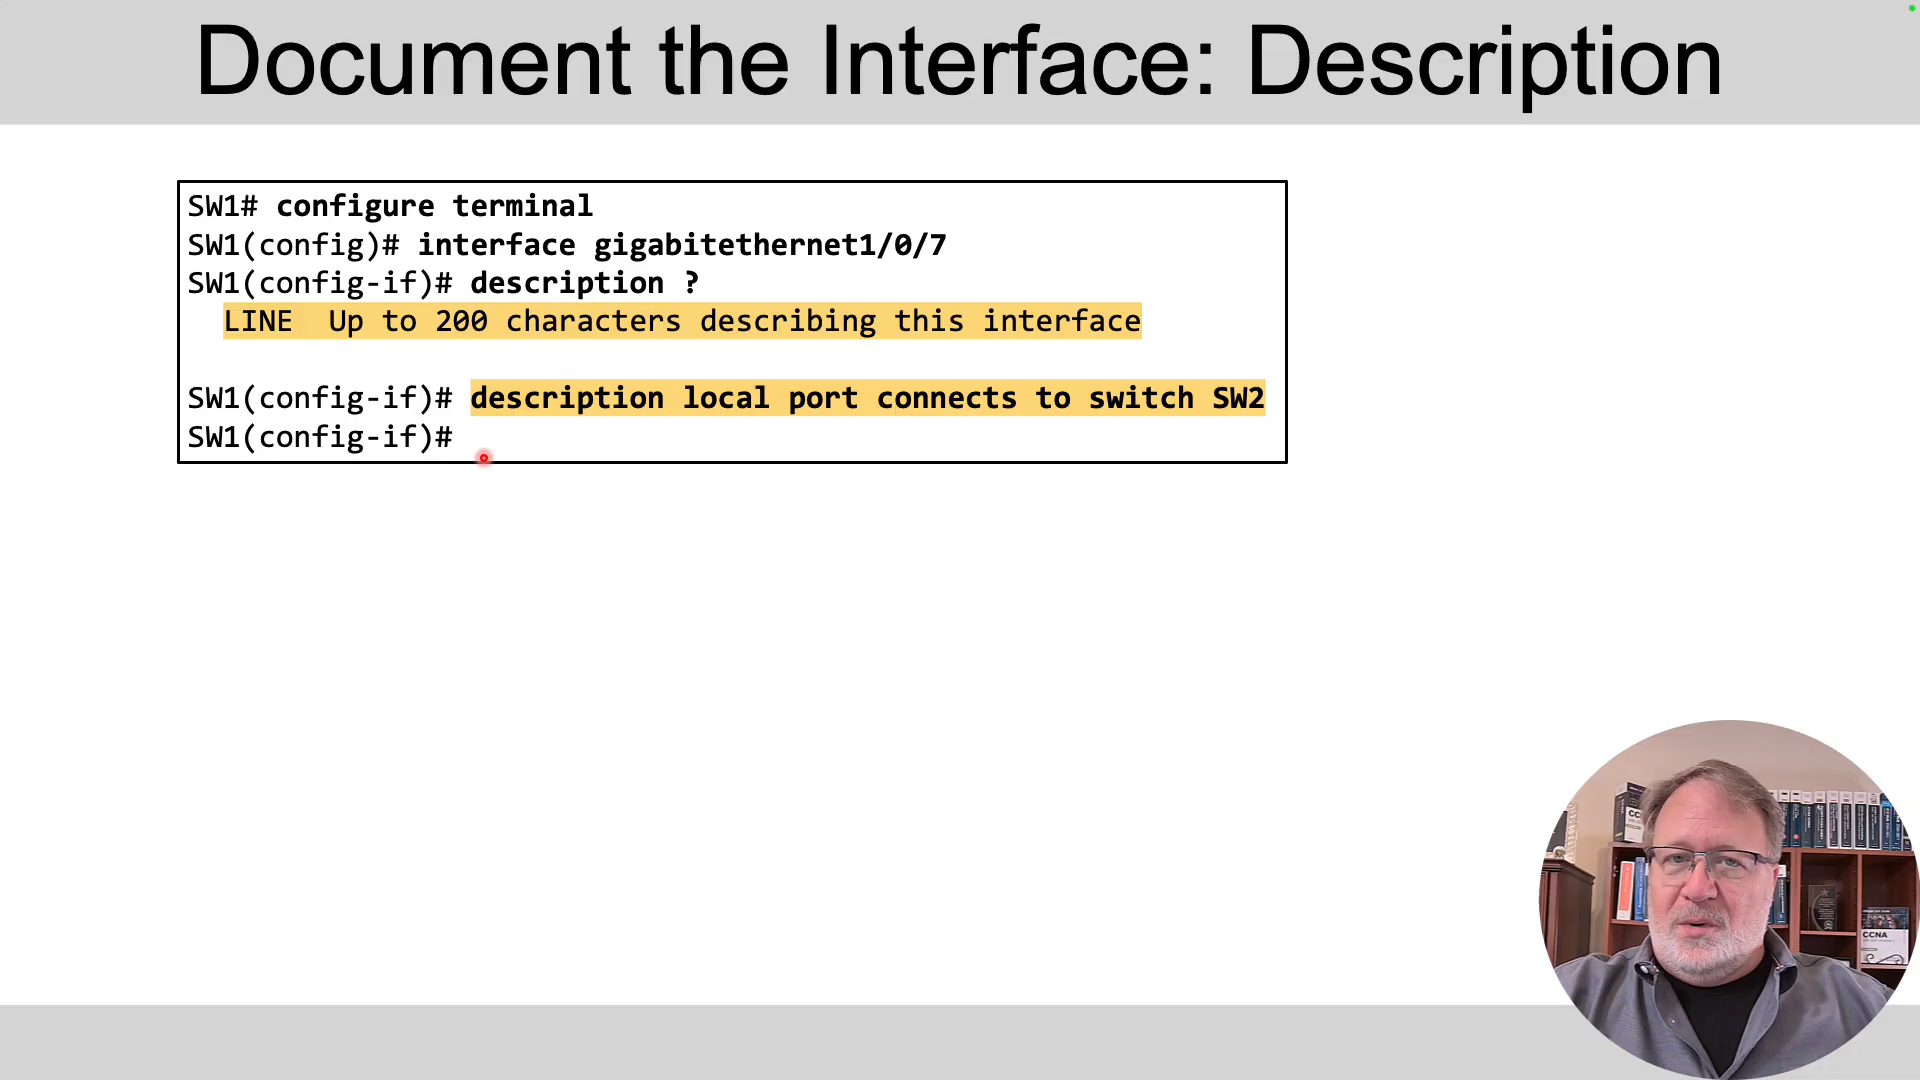 Document the Interface: Description
SW1# configure terminal
SW1(config)# interface gigabitethernet1/0/7
SW1(config-if)# description ?
LINE  Up to 200 characters describing this interface
SW1(config-if)# description local port connects to switch SW2
SW1(config-if)#
CCNA